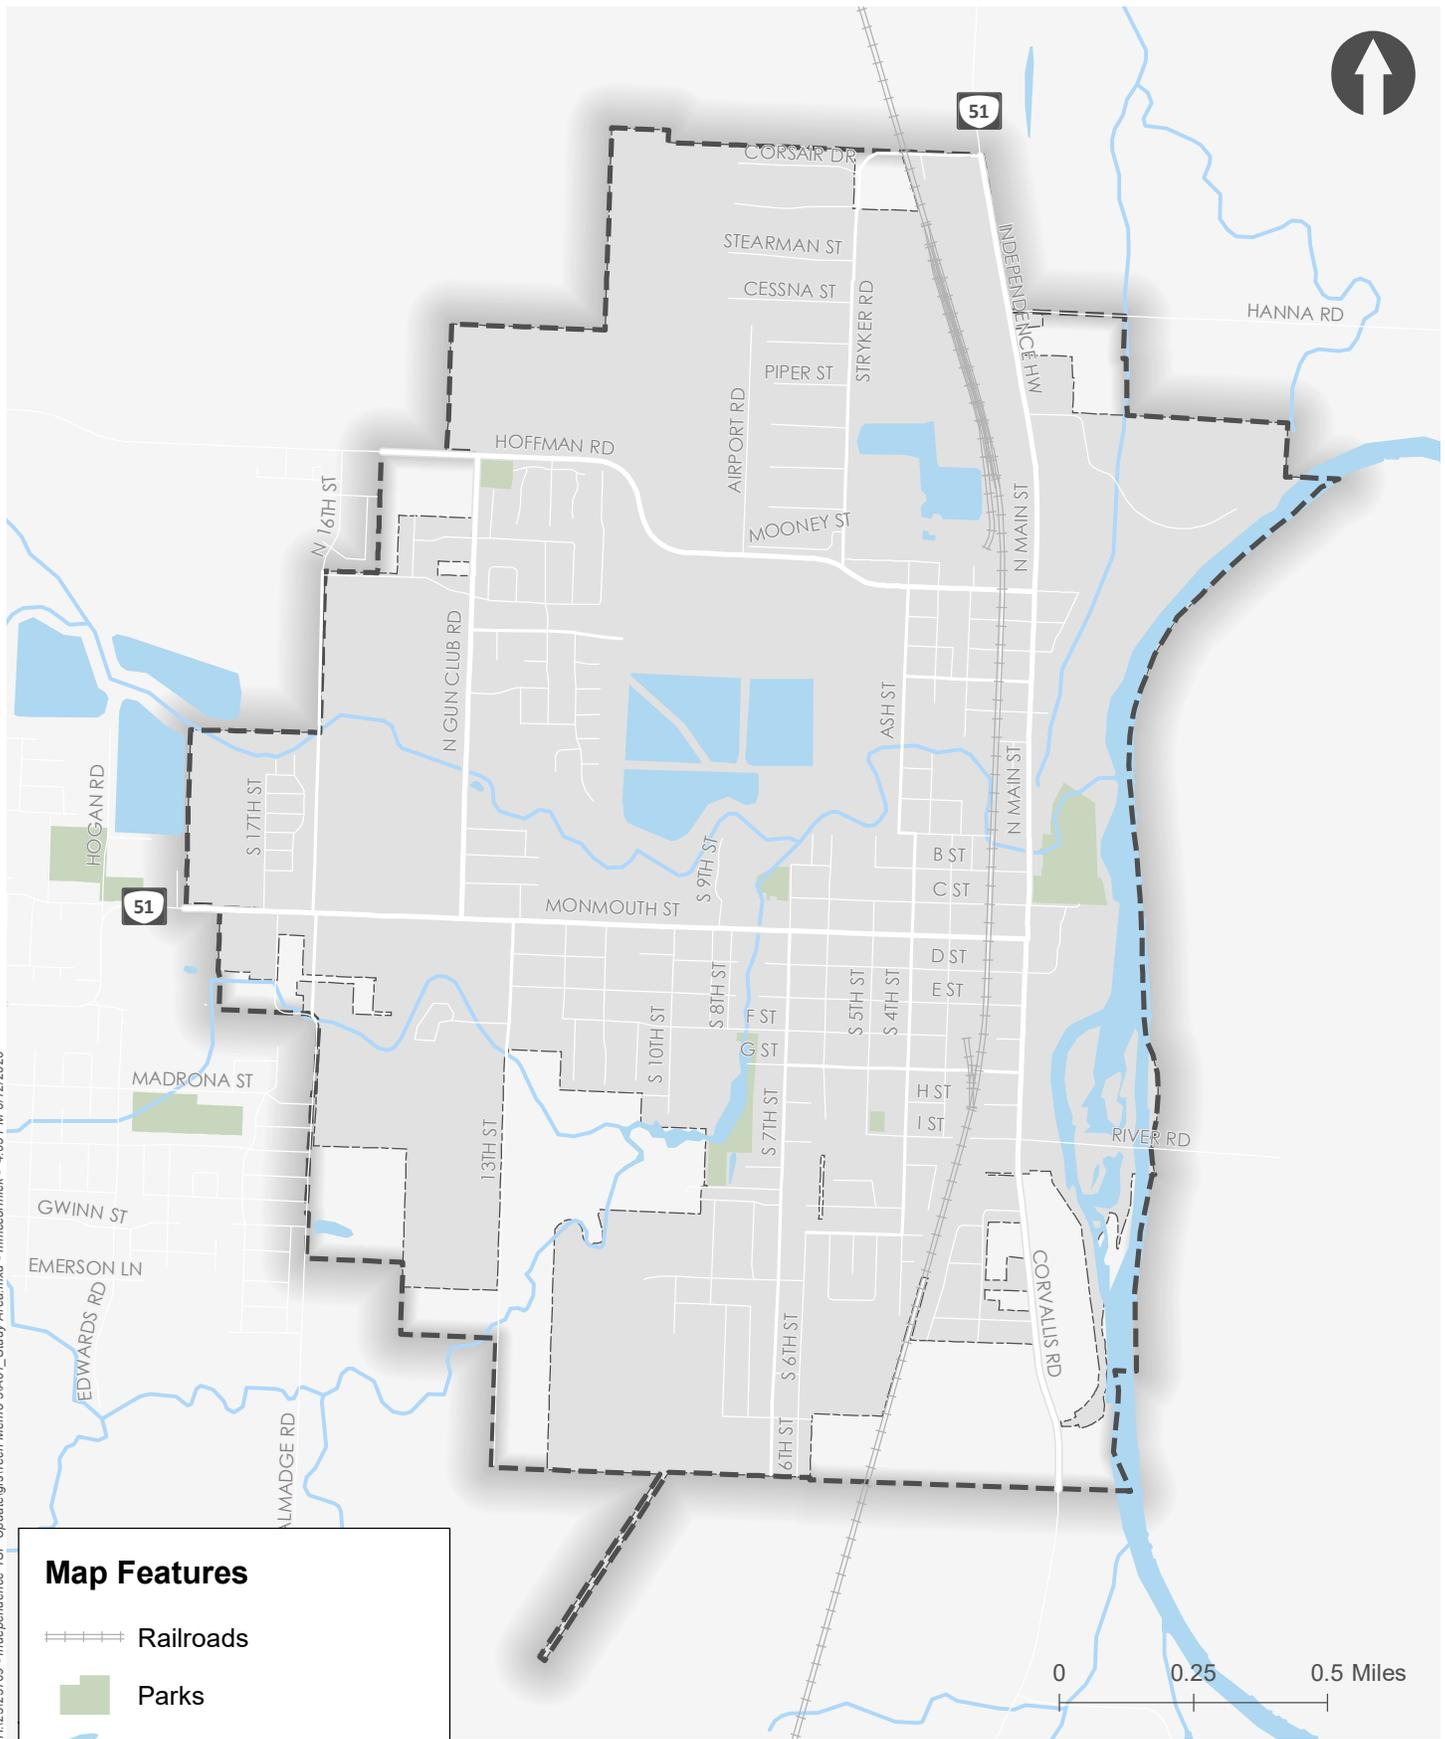 51
CORSAIR DR
STEARMAN ST
CESSNA ST
STRYKER RD
INDEPENDENCE HW
HANNA RD
PIPER ST
AIRPORT RD
HOFFMAN RD
N 16TH ST
MOONEY ST
N MAIN ST
N GUN CLUB RD
ASH ST
N MAIN ST
HOGAN RD
S 17TH ST
S 9TH ST
B ST
C ST
51
MONMOUTH ST
D ST
E ST
S 8TH ST
S 5TH ST
S 4TH ST
S 10TH ST
F ST
G ST
MADRONA ST
H ST
I ST
13TH ST
S 7TH ST
RIVER RD
GWINN ST
EMERSON LN
EDWARDS RD
CORVALLIS RD
S 6TH ST
6TH ST
ALMADGE RD
Map Features
Railroads
Parks
0 0.25 0.5 Miles